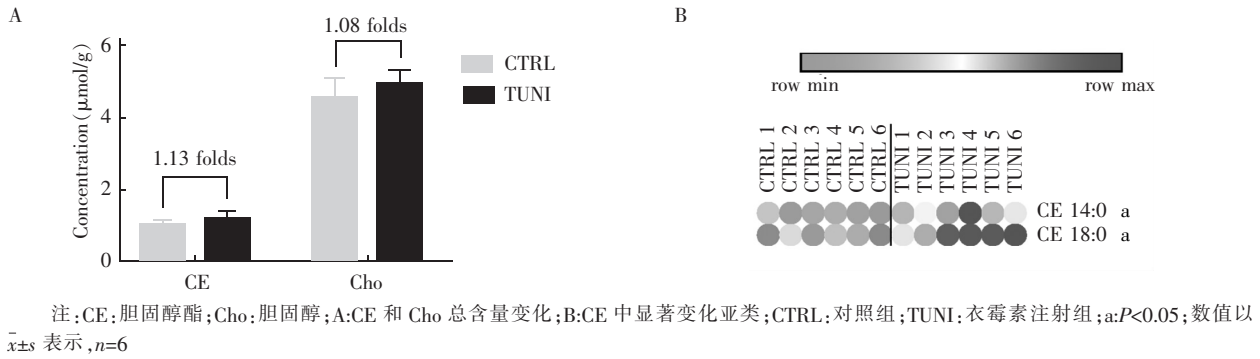 A
B
Concentration(μmol/g)
6
4
2
0
1.13 folds
1.08 folds
CE
Cho
CTRL
TUNI
row min
row max
CTRL 1
CTRL 2
CTRL 3
CTRL 4
CTRL 5
CTRL 6
TUNI 1
TUNI 2
TUNI 3
TUNI 4
TUNI 5
TUNI 6
CE 14:0 a
CE 18:0 a
注:CE:胆固醇酯;Cho:胆固醇;A:CE 和 Cho 总含量变化;B:CE 中显著变化亚类;CTRL:对照组;TUNI:衣霉素注射组;a:P<0.05;数值以
x̄±s 表示,n=6